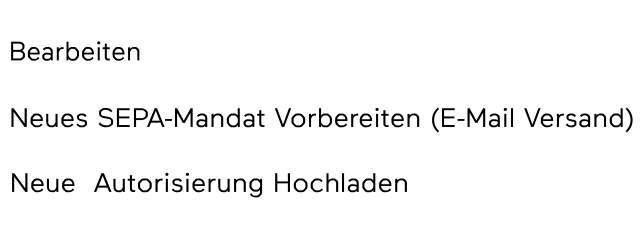 Bearbeiten
Neues SEPA-Mandat Vorbereiten (E-Mail Versand)
Neue  Autorisierung Hochladen